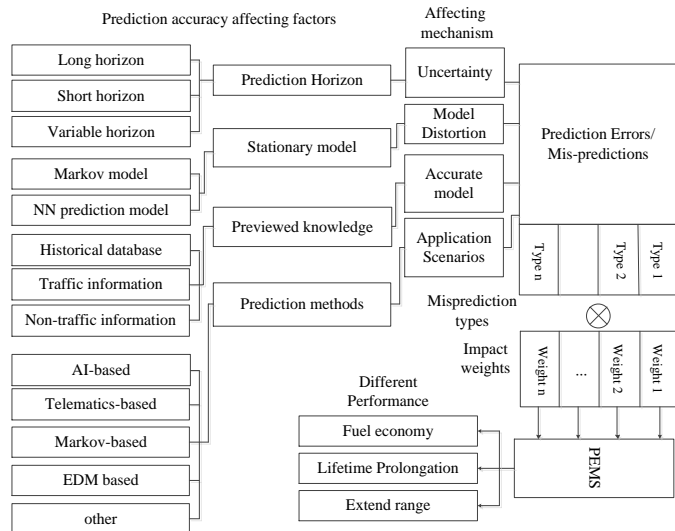 Prediction accuracy affecting factors
Affecting
mechanism
Long horizon
Short horizon
Variable horizon
Markov model
NN prediction model
Historical database
Traffic information
Non-traffic information
AI-based
Telematics-based
Markov-based
EDM based
other
Prediction Horizon
Stationary model
Previewed knowledge
Prediction methods
Uncertainty
Model
Distortion
Accurate
model
Application
Scenarios
Prediction Errors/
Mis-predictions
Type n
Type 2
Type 1
Misprediction
types
Impact
weights
Weight n
...
Weight 2
Weight 1
Different
Performance
Fuel economy
Lifetime Prolongation
Extend range
PEMS